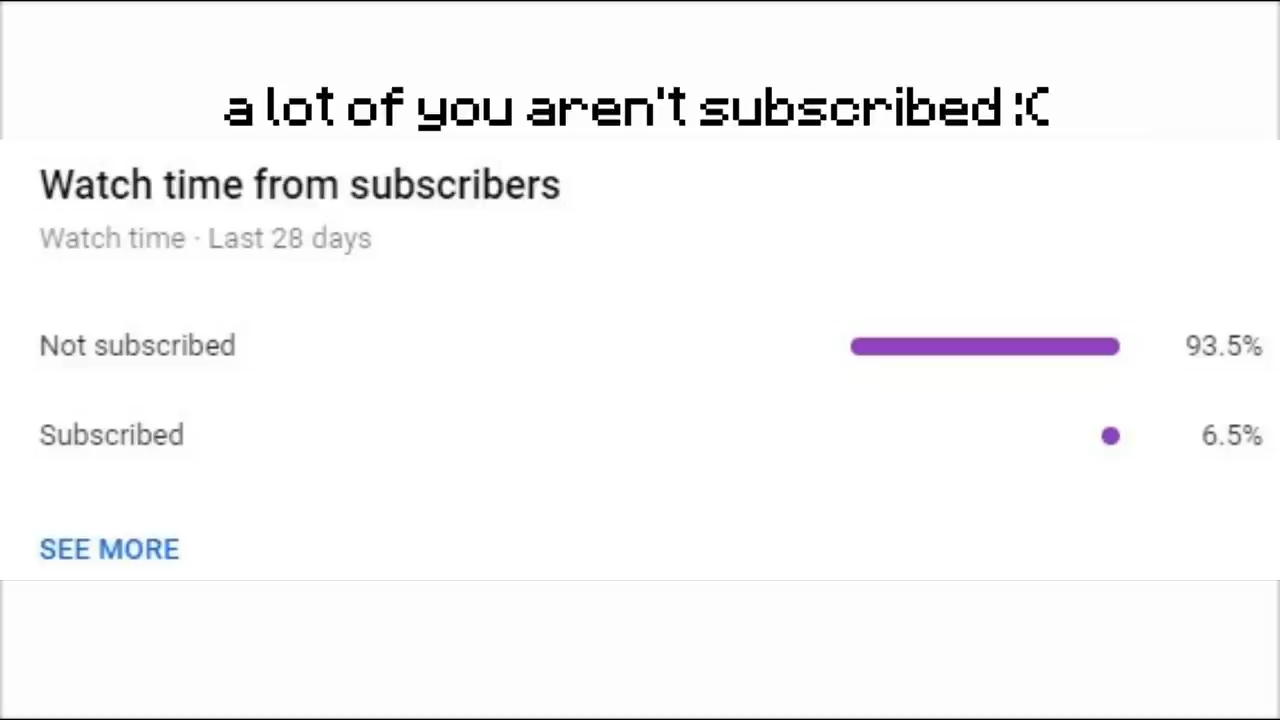 a lot of you aren't subscribed :(
Watch time from subscribers
Watch time · Last 28 days
Not subscribed 93.5%
Subscribed 6.5%
SEE MORE